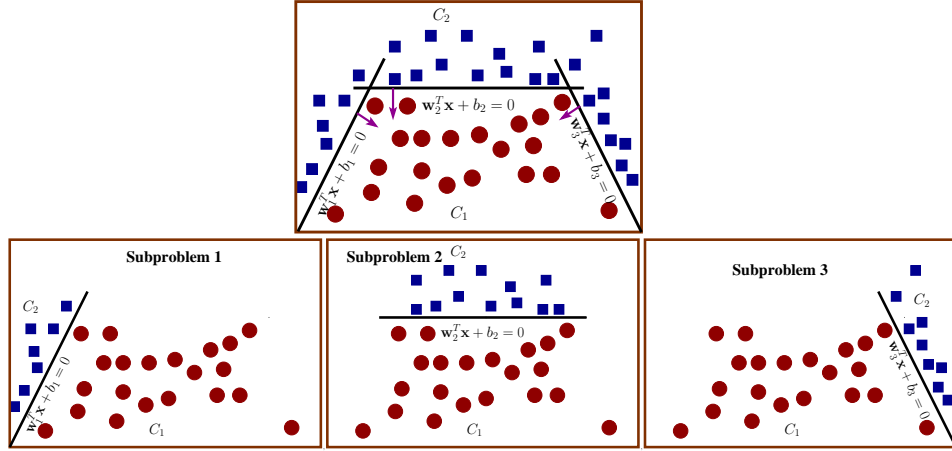 C₂
w₂ᵀx + b₂ = 0
w₁ᵀx + b₁ = 0
w₃ᵀx + b₃ = 0
C₁
Subproblem 1
C₂
w₁ᵀx + b₁ = 0
C₁
Subproblem 2
C₂
w₂ᵀx + b₂ = 0
C₁
Subproblem 3
C₂
w₃ᵀx + b₃ = 0
C₁